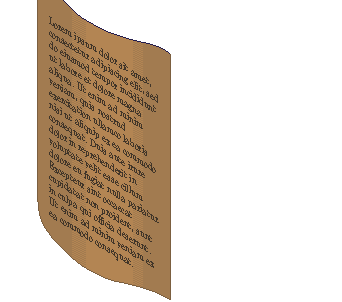 Lorem ipsum dolor sit amet,
consectetur adipiscing elit, sed
do eiusmod tempor incididunt
ut labore et dolore magna
aliqua. Ut enim ad minim
veniam, quis nostrud
exercitation ullamco laboris
nisi ut aliquip ex ea commodo
consequat. Duis aute irure
dolor in reprehenderit in
voluptate velit esse cillum
dolore eu fugiat nulla pariatur
Excepteur sint occaecat
cupidatat non proident, sunt
in culpa qui officia deserunt .
Ut enim ad minim veniam ex
ea commodo consequat.